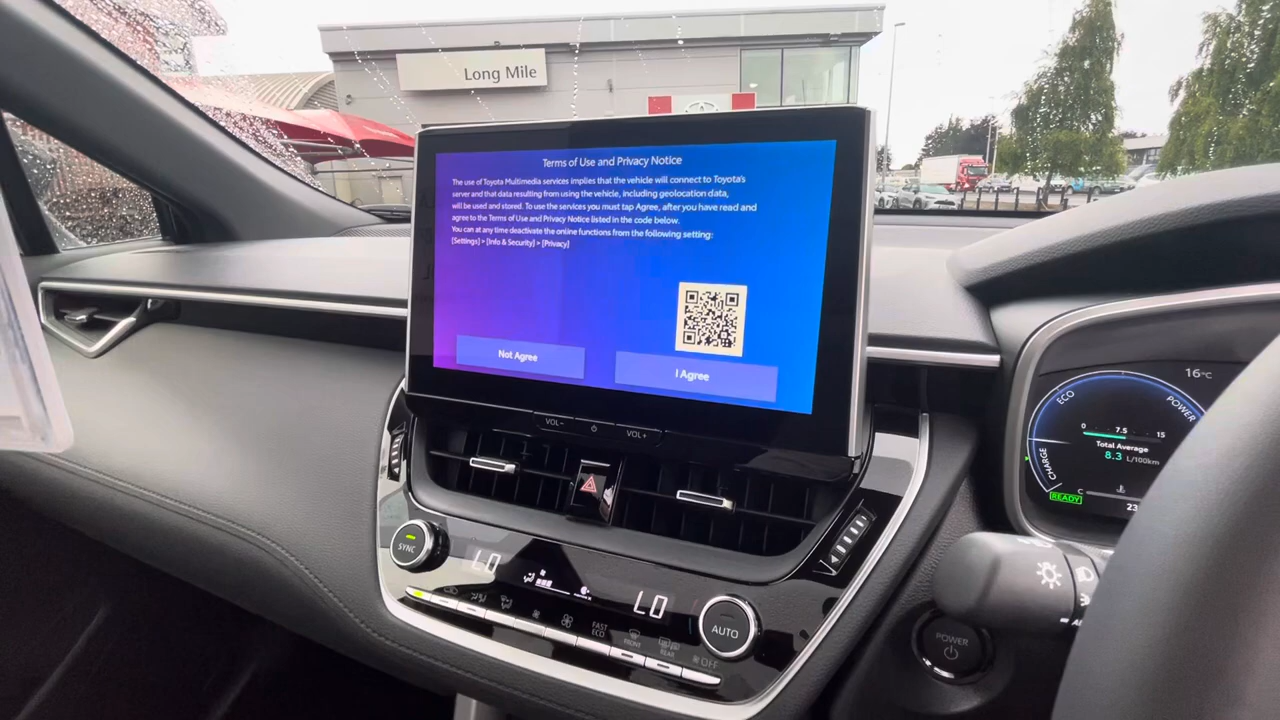 Long Mile
Terms of Use and Privacy Notice
The use of Toyota Multimedia services implies that the vehicle will connect to Toyota's
server and that data resulting from using the vehicle, including geolocation data,
will be used and stored. To use the services you must tap Agree, after you have read and
agree to the Terms of Use and Privacy Notice listed in the code below.
You can at any time deactivate the online functions from the following setting:
[Settings] > [Info & Security] > [Privacy]
Not Agree
I Agree
VOL-
VOL+
SYNC
LO
LO
AUTO
FAST
ECO
FRONT
REAR
OFF
16°C
ECO
POWER
CHARGE
0 7.5 15
Total Average
8.3 L/100km
READY
C
23
POWER